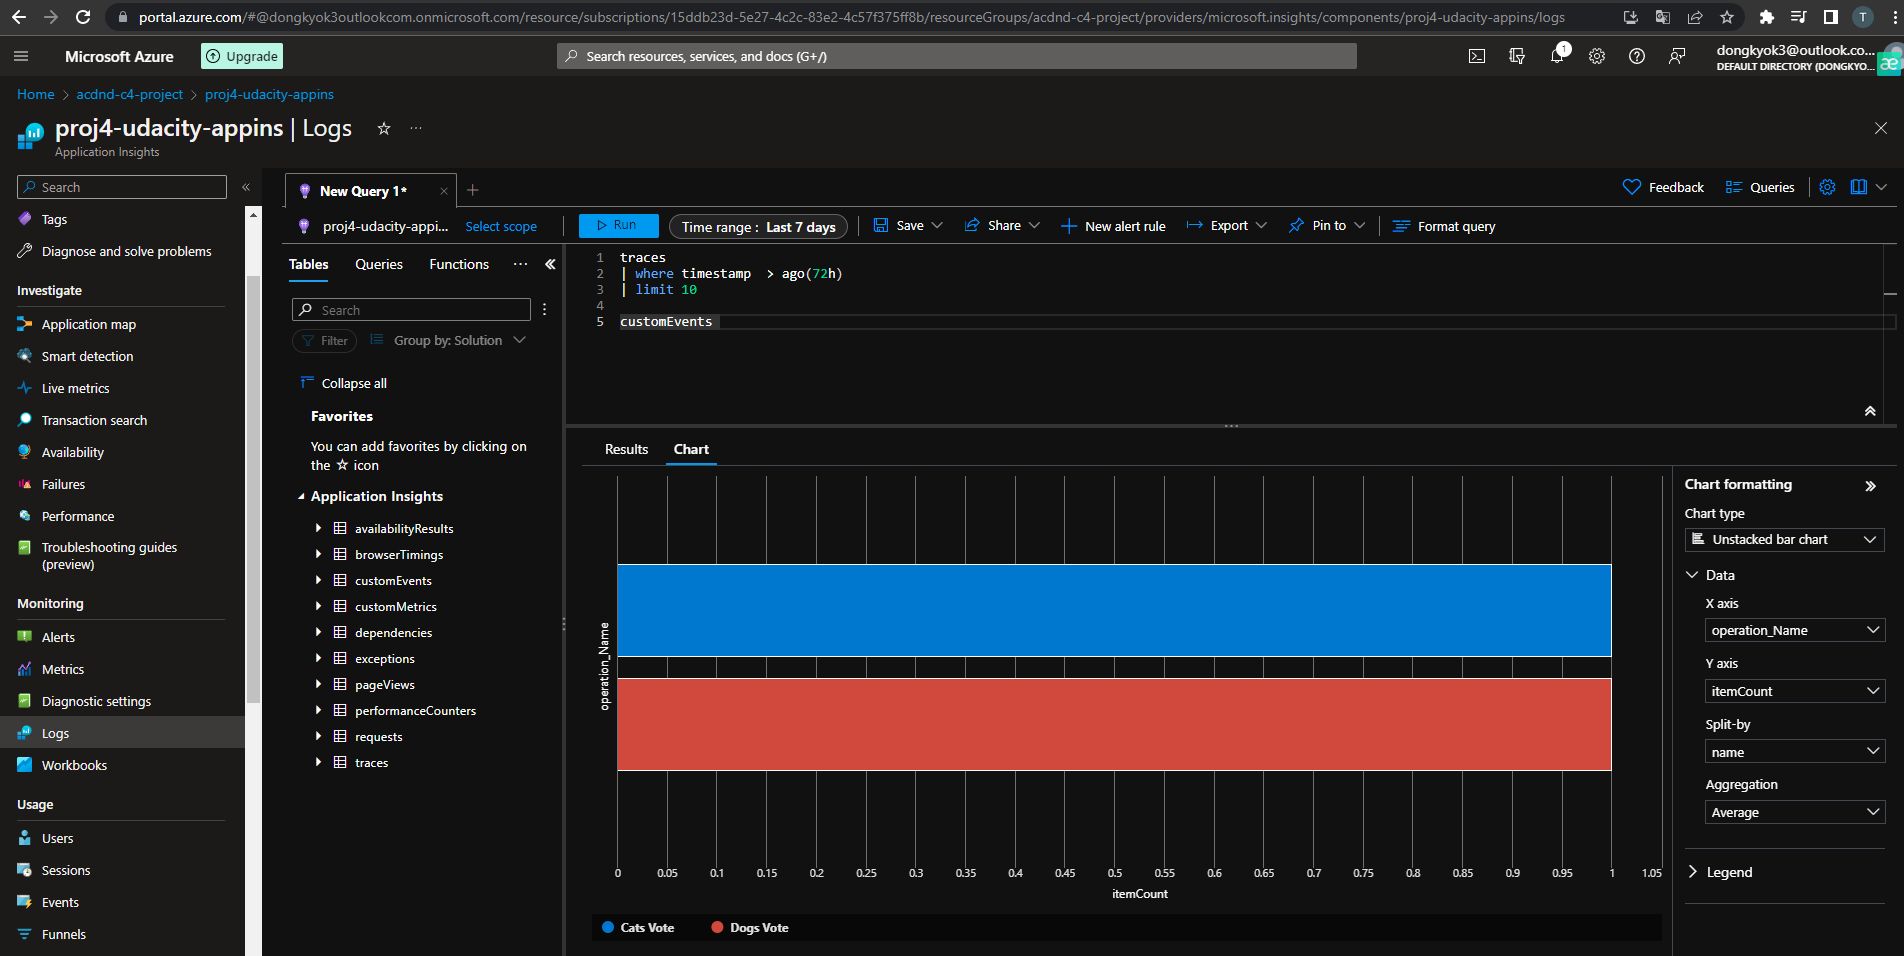 portal.azure.com/#@dongkyok3outlookcom.onmicrosoft.com/resource/subscriptions/15ddb23d-5e27-4c2c-83e2-4c57f375ff8b/resourceGroups/acdnd-c4-project/providers/microsoft.insights/components/proj4-udacity-appins/logs
T
Microsoft Azure
Upgrade
Search resources, services, and docs (G+/)
1
dongkyok3@outlook.co...
DEFAULT DIRECTORY (DONGKYO...
æ
Home > acdnd-c4-project > proj4-udacity-appins
proj4-udacity-appins | Logs
Application Insights
Search
Tags
Diagnose and solve problems
Investigate
Application map
Smart detection
Live metrics
Transaction search
Availability
Failures
Performance
Troubleshooting guides
(preview)
Monitoring
Alerts
Metrics
Diagnostic settings
Logs
Workbooks
Usage
Users
Sessions
Events
Funnels
New Query 1*
Feedback
Queries
proj4-udacity-appi...
Select scope
Run
Time range : Last 7 days
Save
Share
New alert rule
Export
Pin to
Format query
Tables
Queries
Functions
Search
Filter
Group by: Solution
Collapse all
Favorites
You can add favorites by clicking on
the ☆ icon
Application Insights
availabilityResults
browserTimings
customEvents
customMetrics
dependencies
exceptions
pageViews
performanceCounters
requests
traces
1 traces
2 | where timestamp > ago(72h)
3 | limit 10
4
5 customEvents
Results
Chart
operation_Name
0 0.05 0.1 0.15 0.2 0.25 0.3 0.35 0.4 0.45 0.5 0.55 0.6 0.65 0.7 0.75 0.8 0.85 0.9 0.95 1 1.05
itemCount
Cats Vote
Dogs Vote
Chart formatting
Chart type
Unstacked bar chart
Data
X axis
operation_Name
Y axis
itemCount
Split-by
name
Aggregation
Average
Legend